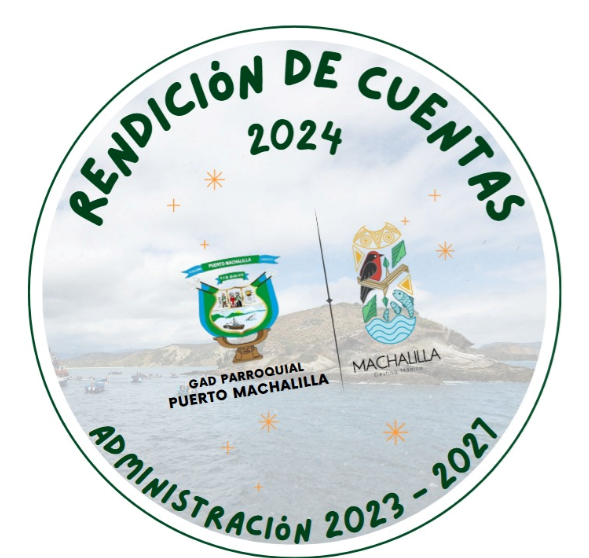 RENDICIÓN DE CUENTAS
2024
PUERTO MACHALILLA
GAD PARROQUIAL
PUERTO MACHALILLA
MACHALILLA
ADMINISTRACIÓN 2023 - 2027